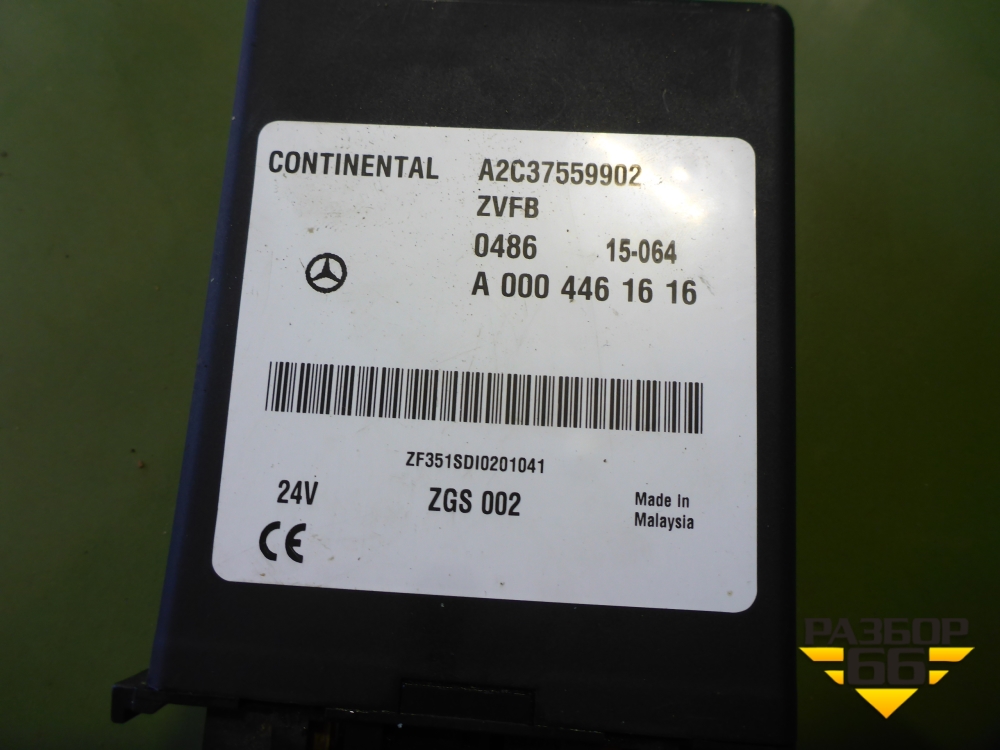 CONTINENTAL A2C37559902
ZVFB
0486 15-064
A 000 446 16 16
ZF351SDI0201041
24V ZGS 002 Made In
Malaysia
CE
РАЗБОР
66